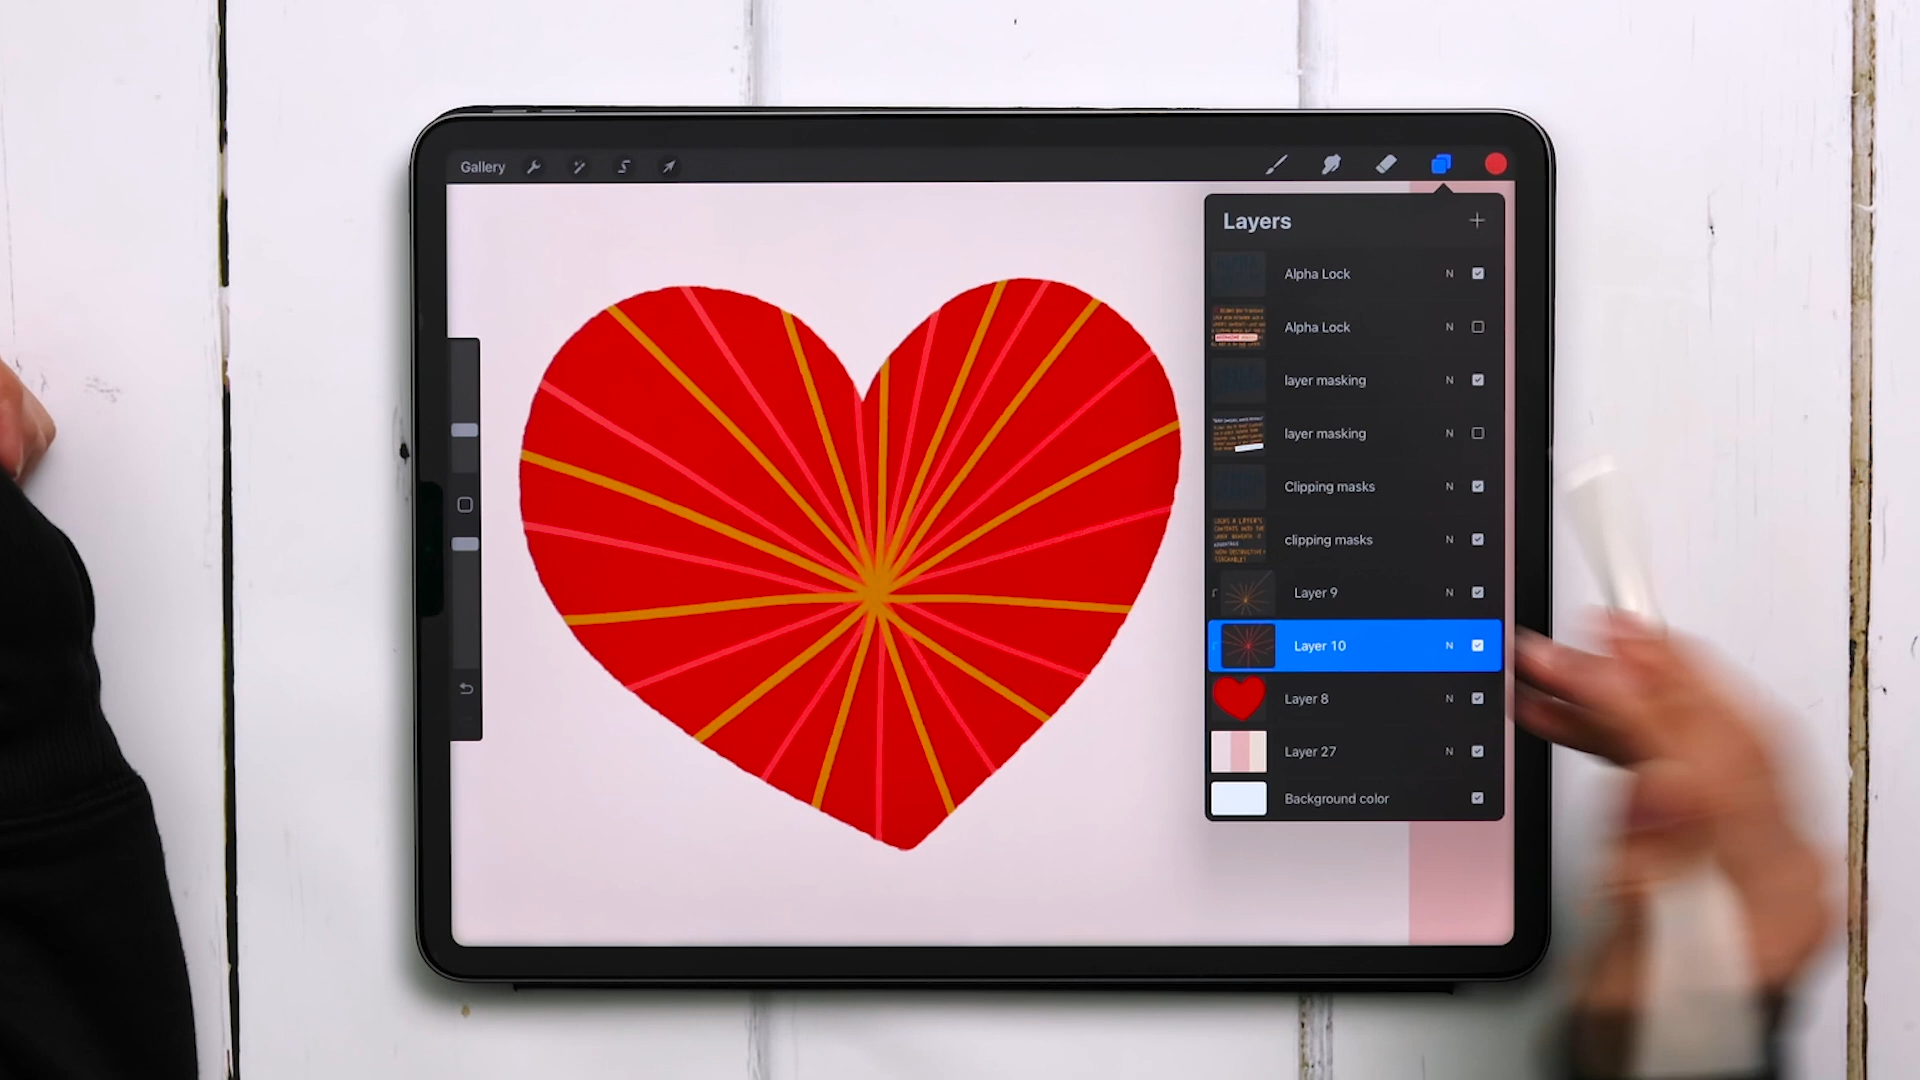 Gallery
Layers
Alpha Lock N
Alpha Lock N
layer masking N
layer masking N
Clipping masks N
clipping masks N
Layer 9 N
Layer 10 N
Layer 8 N
Layer 27 N
Background color